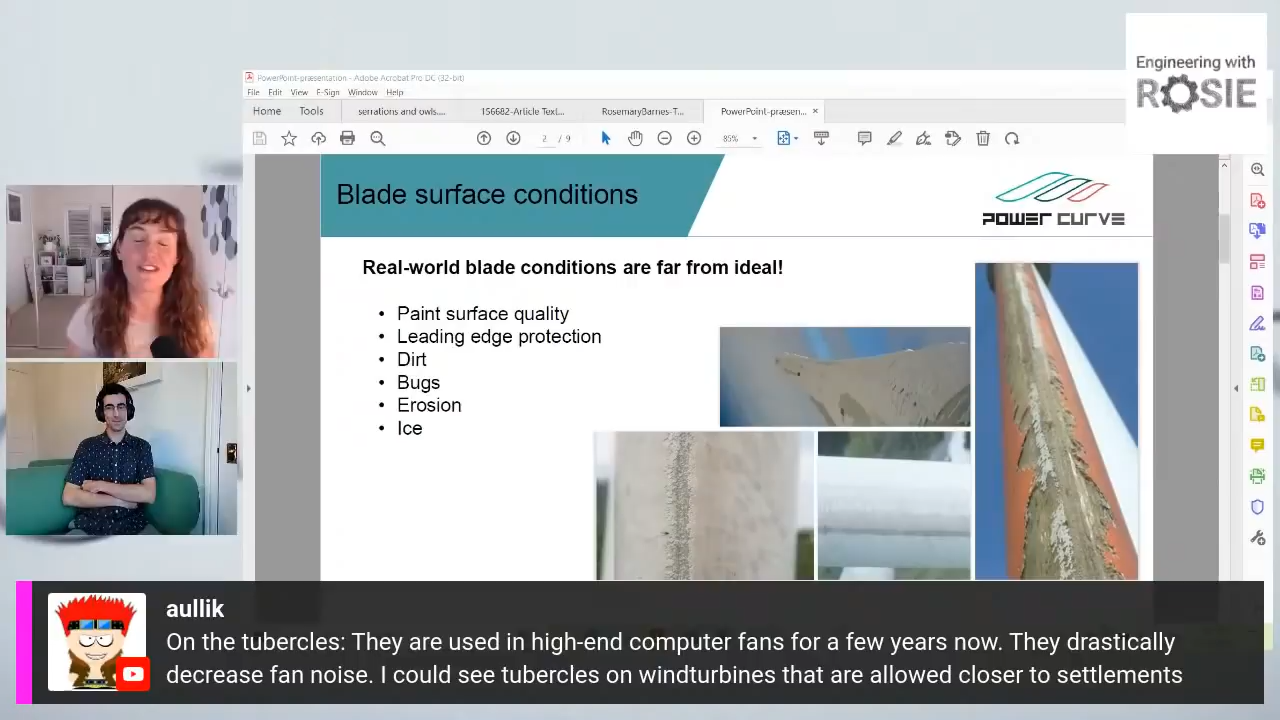 Engineering with
ROSIE
PowerPoint-præsentation - Adobe Acrobat Pro DC (32-bit)
File Edit View E-Sign Window Help
Home Tools serrations and owls.... 156682-Article Text... RosemaryBarnes-T... PowerPoint-præsen... ×
2 / 9 85%
Blade surface conditions
POWER CURVE
Real-world blade conditions are far from ideal!
• Paint surface quality
• Leading edge protection
• Dirt
• Bugs
• Erosion
• Ice
aullik
On the tubercles: They are used in high-end computer fans for a few years now. They drastically
decrease fan noise. I could see tubercles on windturbines that are allowed closer to settlements